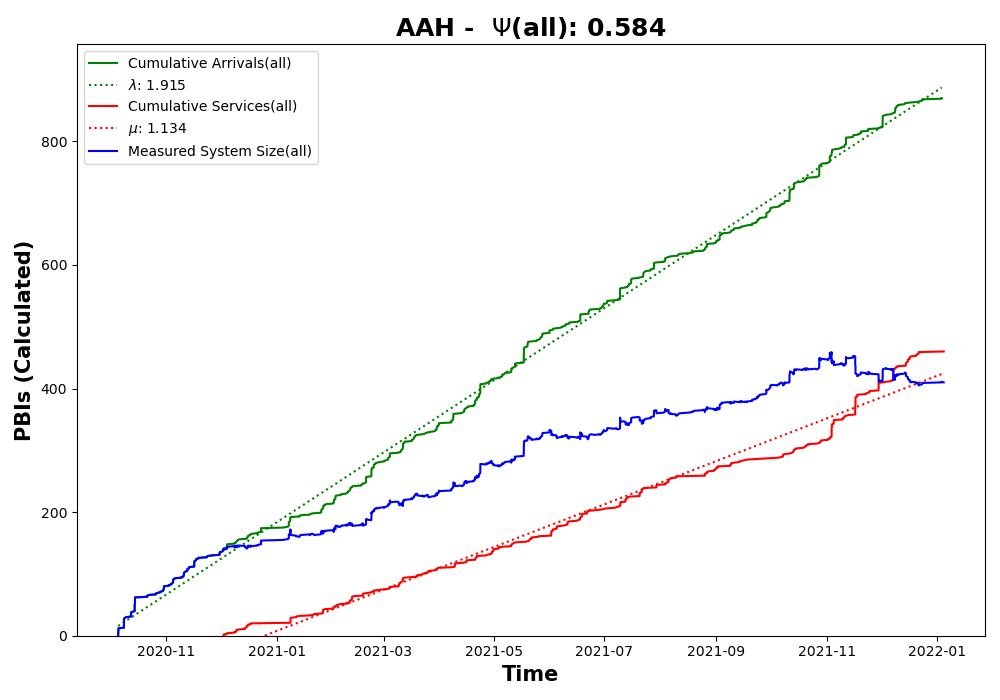 AAH - Ψ(all): 0.584
Cumulative Arrivals(all)
λ: 1.915
Cumulative Services(all)
μ: 1.134
Measured System Size(all)
PBIs (Calculated)
800
600
400
200
0
2020-11 2021-01 2021-03 2021-05 2021-07 2021-09 2021-11 2022-01
Time